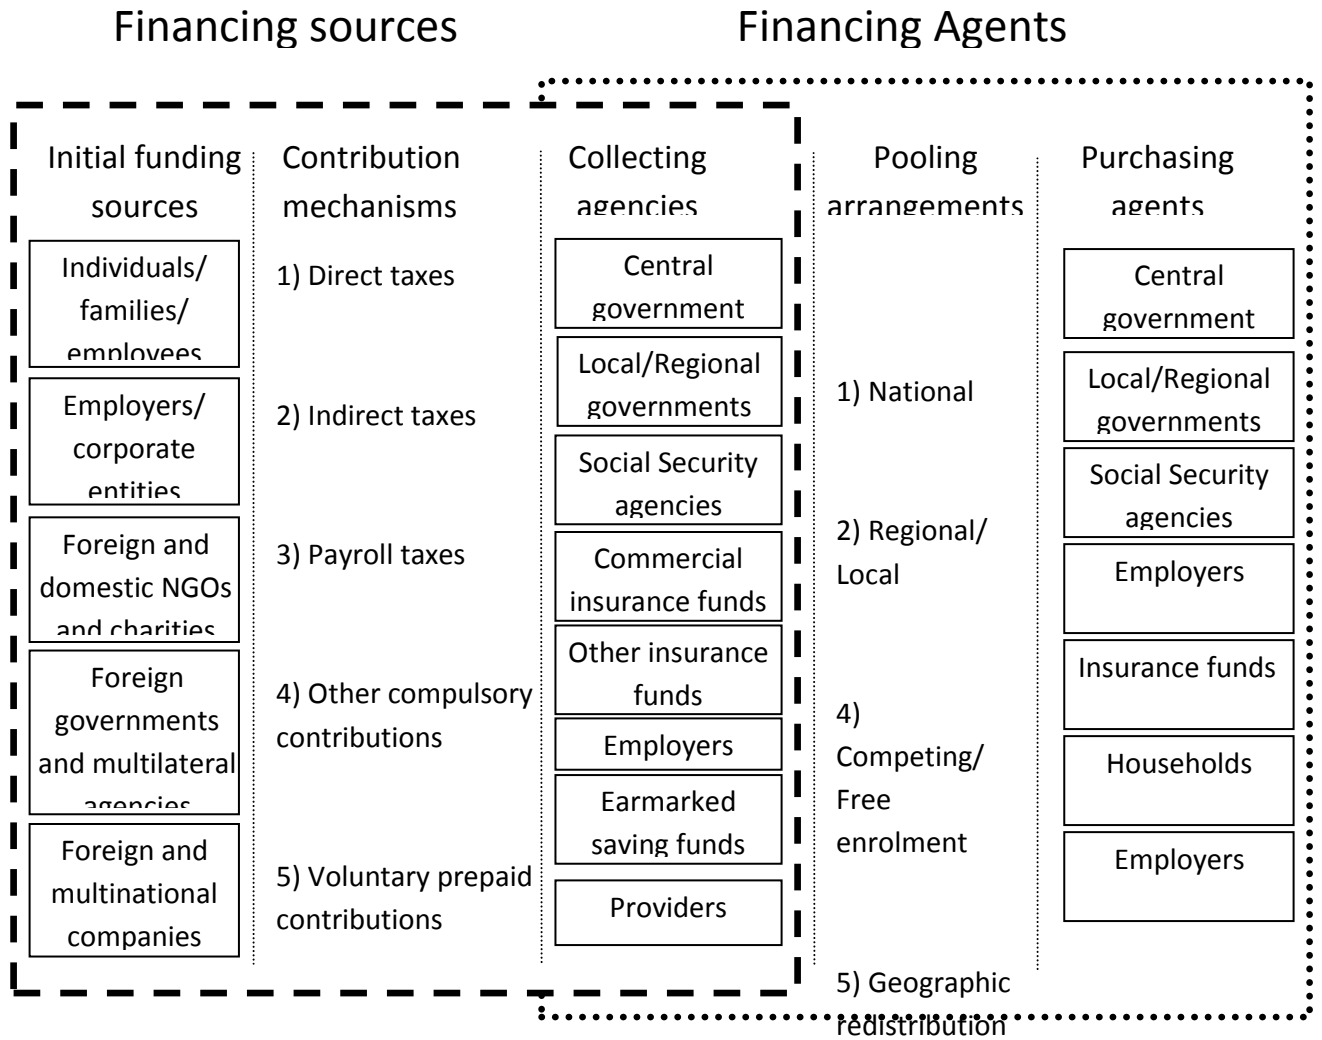 Financing sources
Financing Agents
Initial funding
sources
Individuals/
families/
employees
Employers/
corporate
entities
Foreign and
domestic NGOs
and charities
Foreign
governments
and multilateral
agencies
Foreign and
multinational
companies
Contribution
mechanisms
1) Direct taxes
2) Indirect taxes
3) Payroll taxes
4) Other compulsory
contributions
5) Voluntary prepaid
contributions
Collecting
agencies
Central
government
Local/Regional
governments
Social Security
agencies
Commercial
insurance funds
Other insurance
funds
Employers
Earmarked
saving funds
Providers
Pooling
arrangements
1) National
2) Regional/
Local
4)
Competing/
Free
enrolment
5) Geographic
redistribution
Purchasing
agents
Central
government
Local/Regional
governments
Social Security
agencies
Employers
Insurance funds
Households
Employers